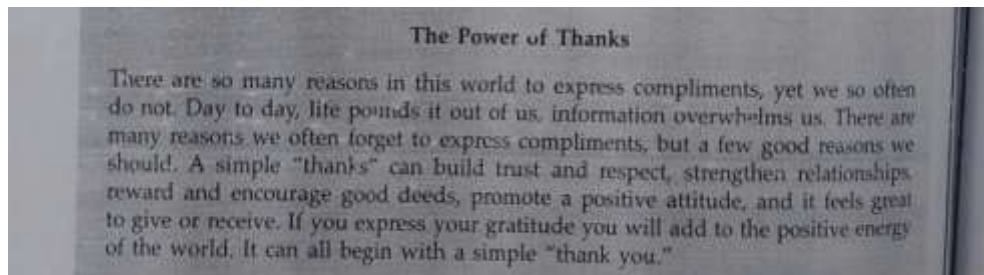 The Power of Thanks
There are so many reasons in this world to express compliments, yet we so often
do not. Day to day, life pounds it out of us, information overwhelms us. There are
many reasons we often forget to express compliments, but a few good reasons we
should. A simple "thanks" can build trust and respect, strengthen relationships,
reward and encourage good deeds, promote a positive attitude, and it feels great
to give or receive. If you express your gratitude you will add to the positive energy
of the world. It can all begin with a simple "thank you."